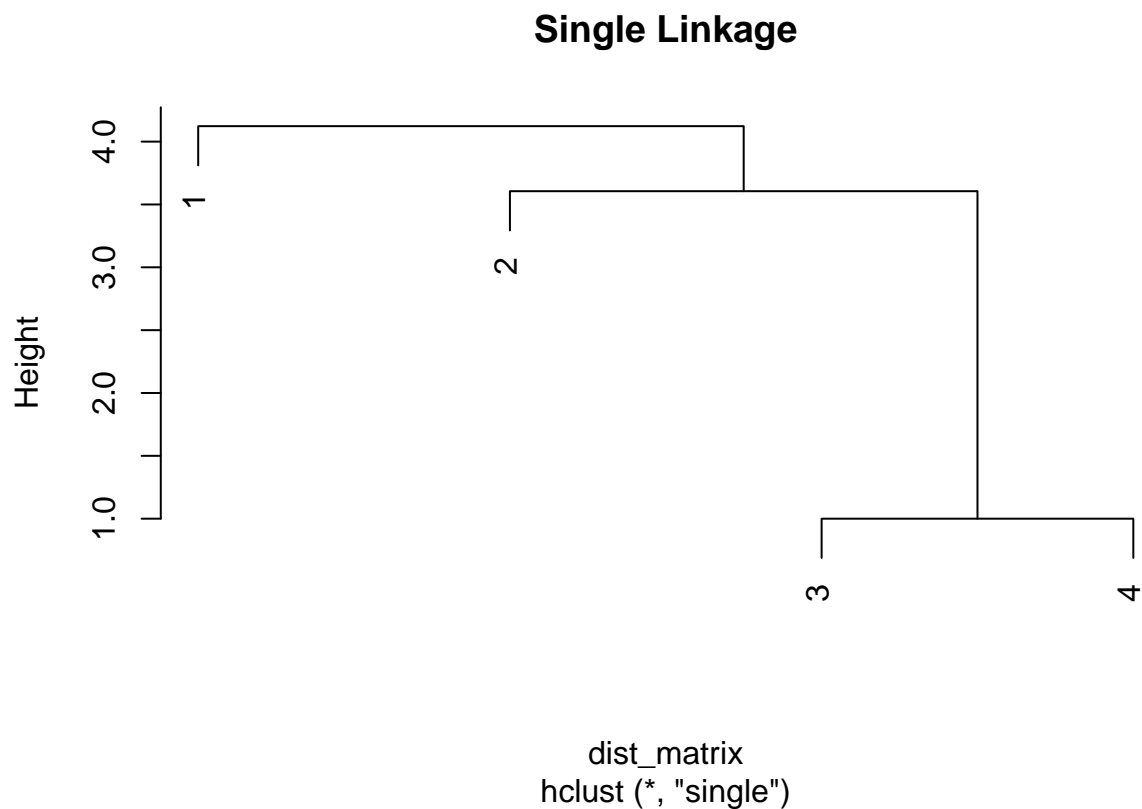 Single Linkage
Height
4.0
3.0
2.0
1.0
1
2
3
4
dist_matrix
hclust (*, "single")